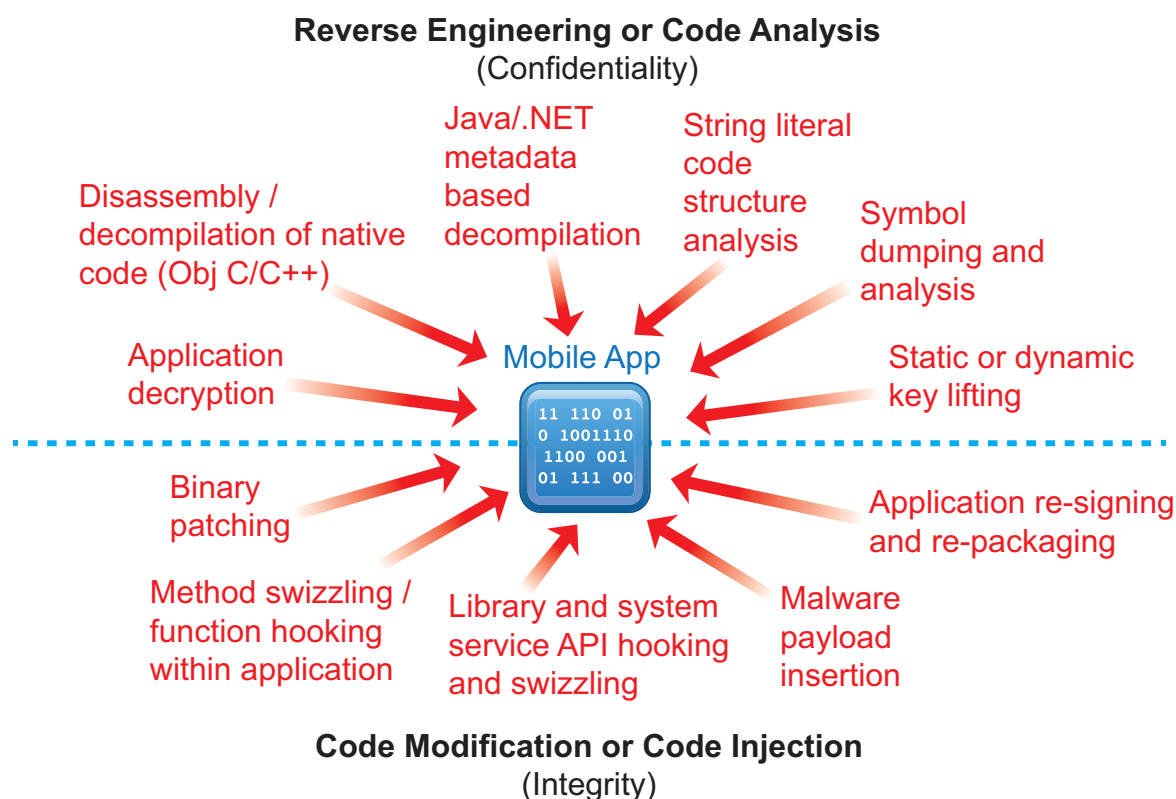 Reverse Engineering or Code Analysis
(Confidentiality)
Java/.NET
metadata
based
decompilation
String literal
code
structure
analysis
Disassembly /
decompilation of native
code (Obj C/C++)
Symbol
dumping and
analysis
Application
decryption
Mobile App
Static or dynamic
key lifting
11 110 01
0 1001110
1100 001
01 111 00
Binary
patching
Application re-signing
and re-packaging
Method swizzling /
function hooking
within application
Library and system
service API hooking
and swizzling
Malware
payload
insertion
Code Modification or Code Injection
(Integrity)